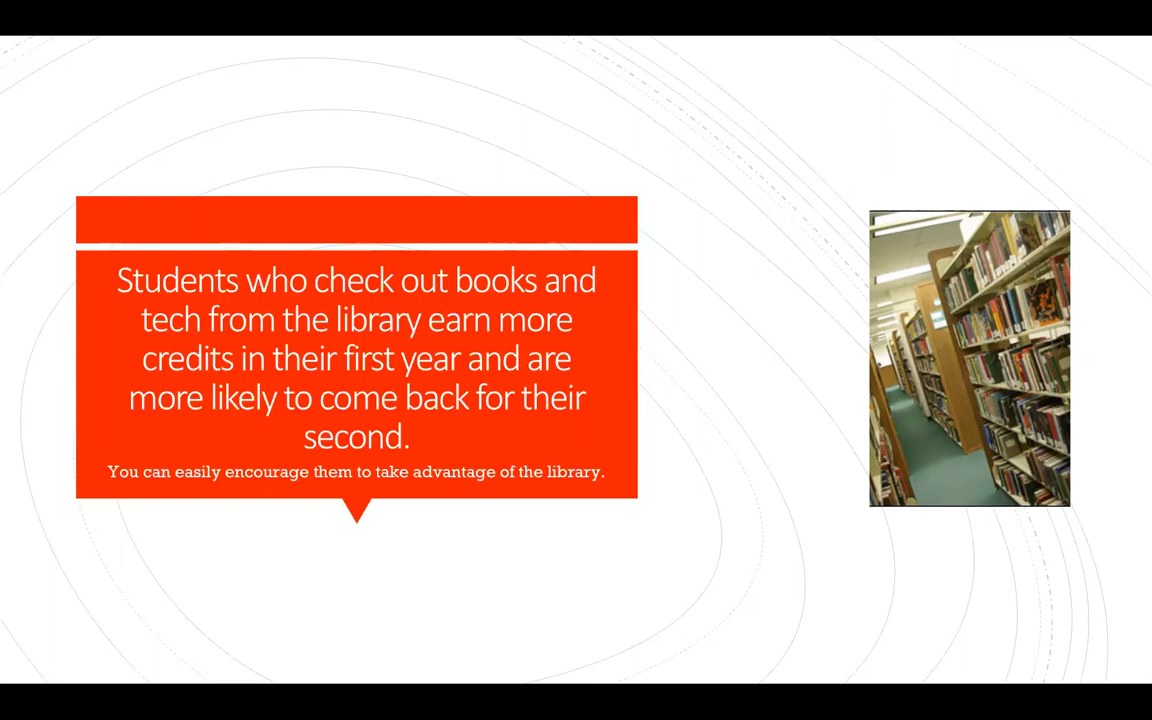 Students who check out books and
tech from the library earn more
credits in their first year and are
more likely to come back for their
second.
You can easily encourage them to take advantage of the library.